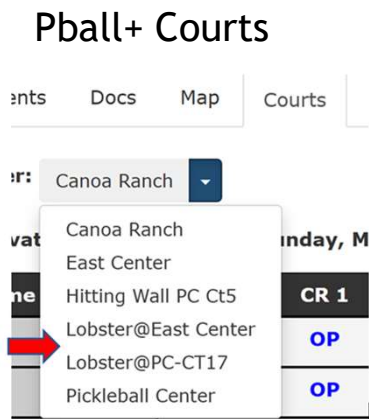 Pball+ Courts
ents Docs Map Courts
er: Canoa Ranch
vat unday, M
Canoa Ranch
East Center
Hitting Wall PC Ct5
Lobster@East Center
Lobster@PC-CT17
Pickleball Center
me CR 1
OP
OP